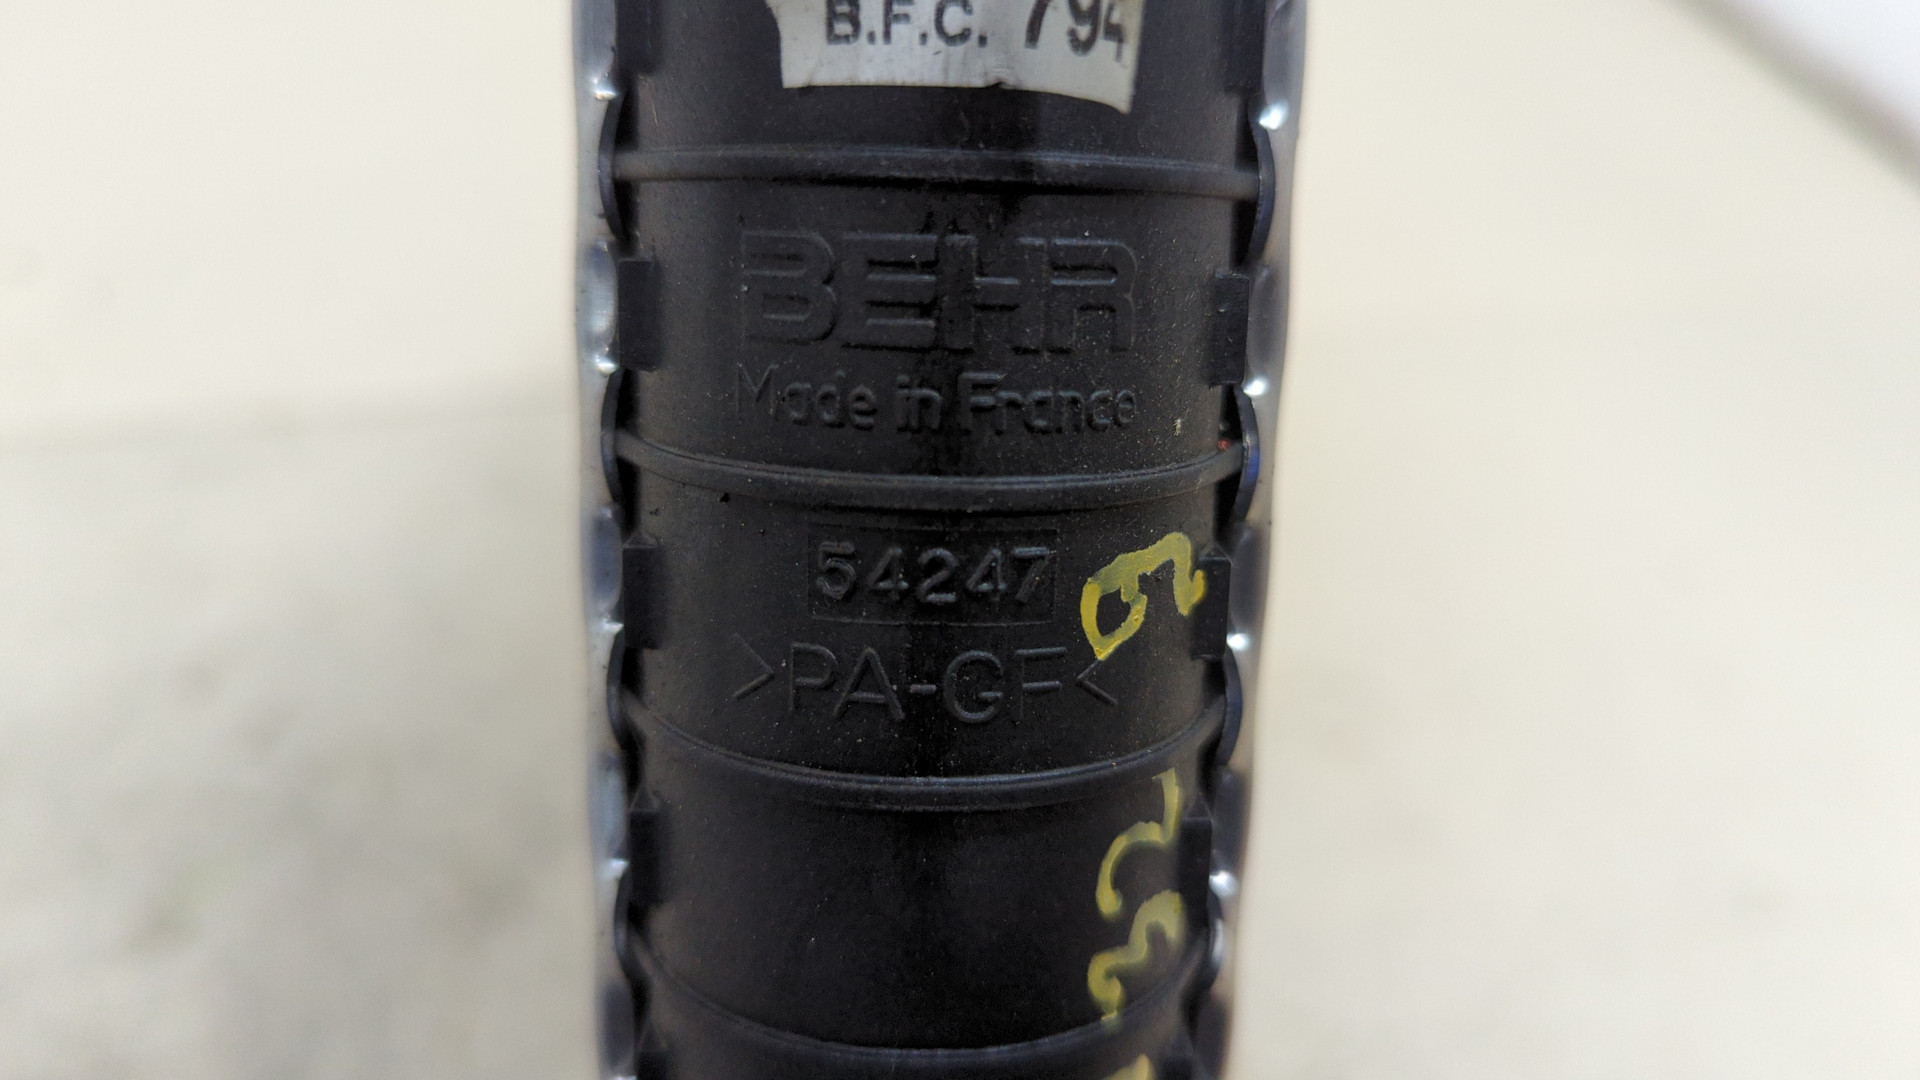 B.F.C. 794
BEHR
Made in France
54247
>PA-GF<